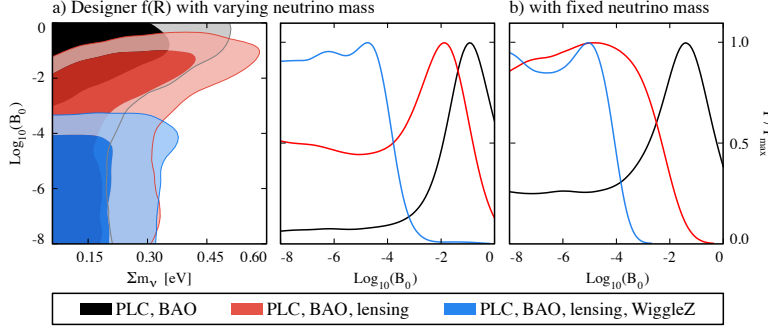 a) Designer f(R) with varying neutrino mass
b) with fixed neutrino mass
0
-2
-4
-6
-8
Log10(B0)
0.15
0.30
0.45
0.60
Σmν [eV]
-8
-6
-4
-2
0
Log10(B0)
-8
-6
-4
-2
0
Log10(B0)
1.0
0.5
0.0
PLC, BAO
PLC, BAO, lensing
PLC, BAO, lensing, WiggleZ